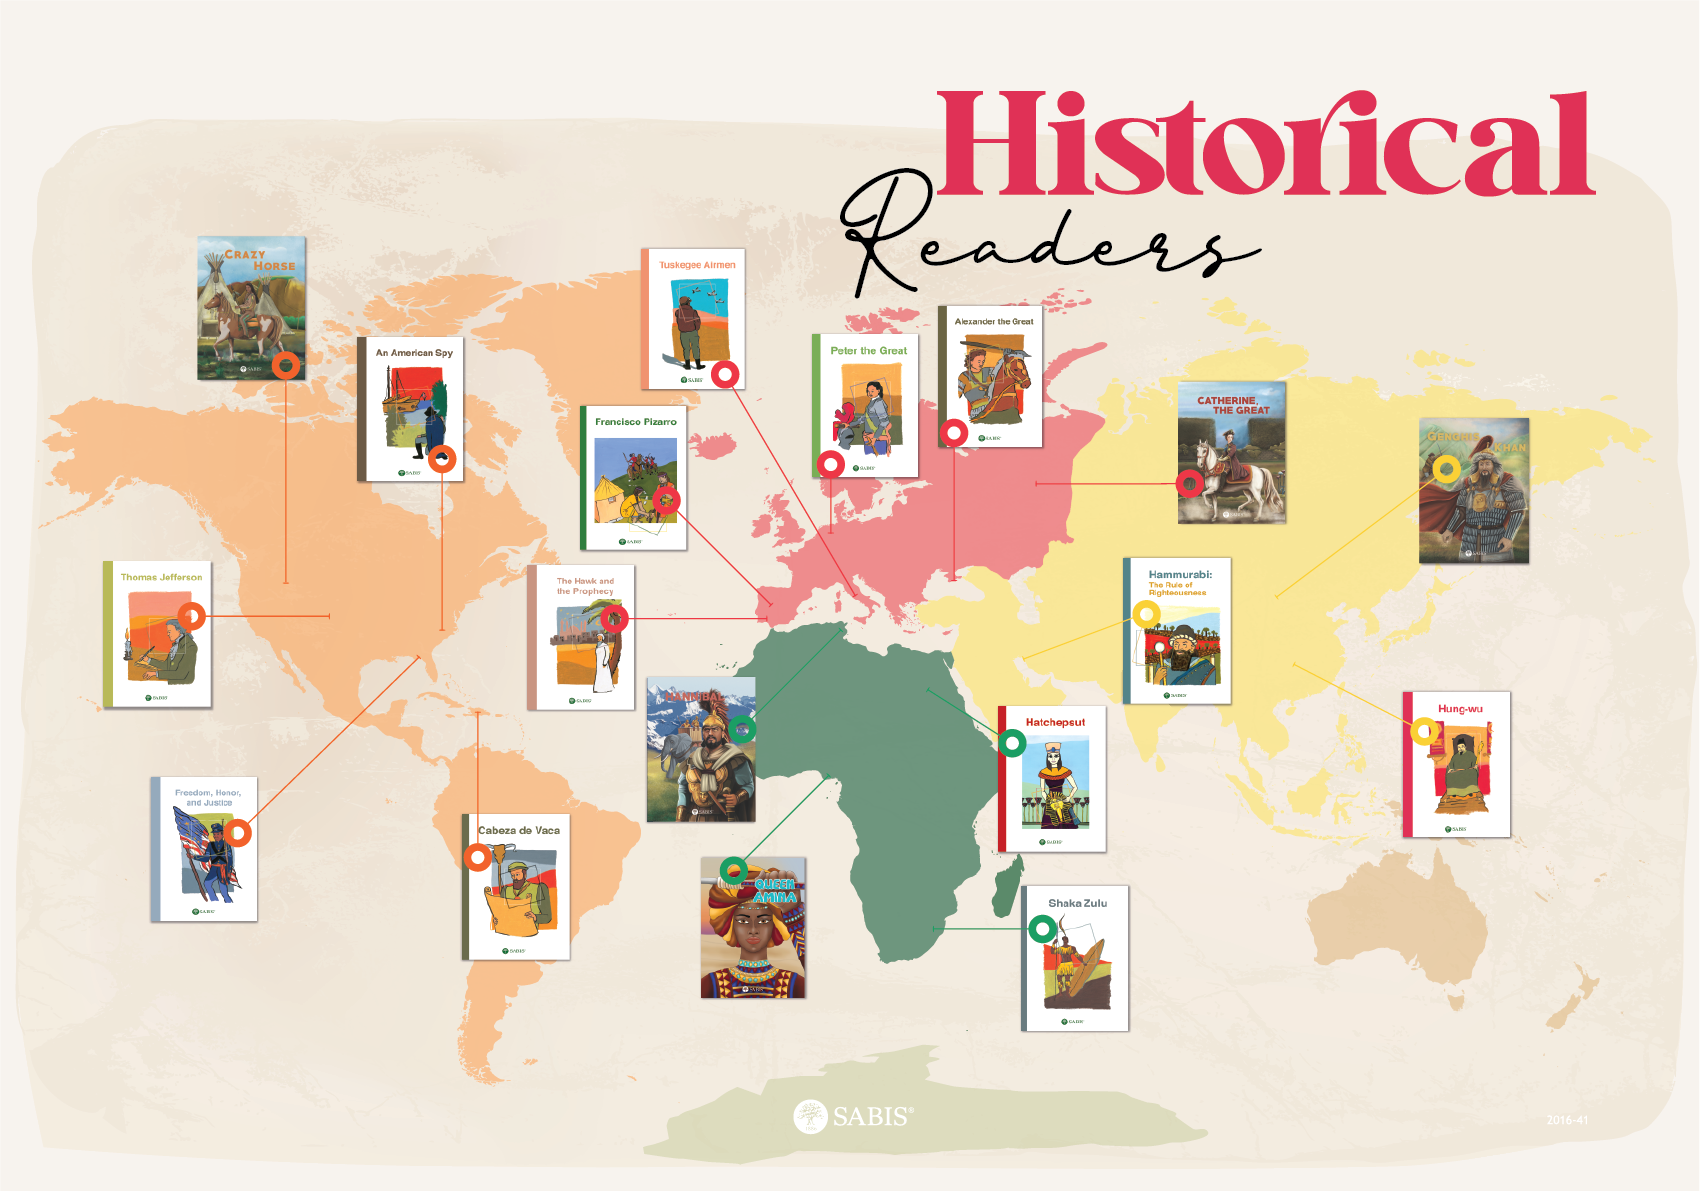 Historical
Readers
CRAZY
HORSE
SABIS
An American Spy
SABIS
Tuskegee Airmen
SABIS
Francisco Pizarro
SABIS
Peter the Great
SABIS
Alexander the Great
SABIS
CATHERINE,
THE GREAT
SABIS
GENGHIS
KHAN
SABIS
Thomas Jefferson
SABIS
The Hawk and
the Prophecy
SABIS
Hammurabi:
The Rule of
Righteousness
SABIS
HANNIBAL
SABIS
Hatchepsut
SABIS
Hung-wu
SABIS
Freedom, Honor,
and Justice
SABIS
Cabeza de Vaca
SABIS
QUEEN
AMINA
SABIS
Shaka Zulu
SABIS
SABIS®
2016-41